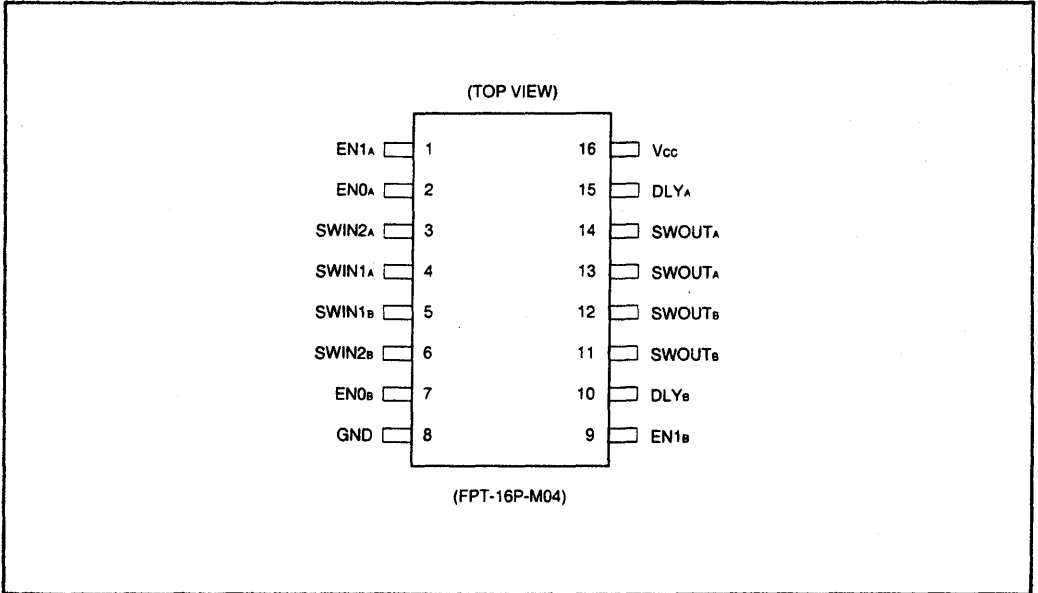 (TOP VIEW)
EN1A 1 16 Vcc
EN0A 2 15 DLYA
SWIN2A 3 14 SWOUTA
SWIN1A 4 13 SWOUTA
SWIN1B 5 12 SWOUTB
SWIN2B 6 11 SWOUTB
EN0B 7 10 DLYB
GND 8 9 EN1B
(FPT-16P-M04)